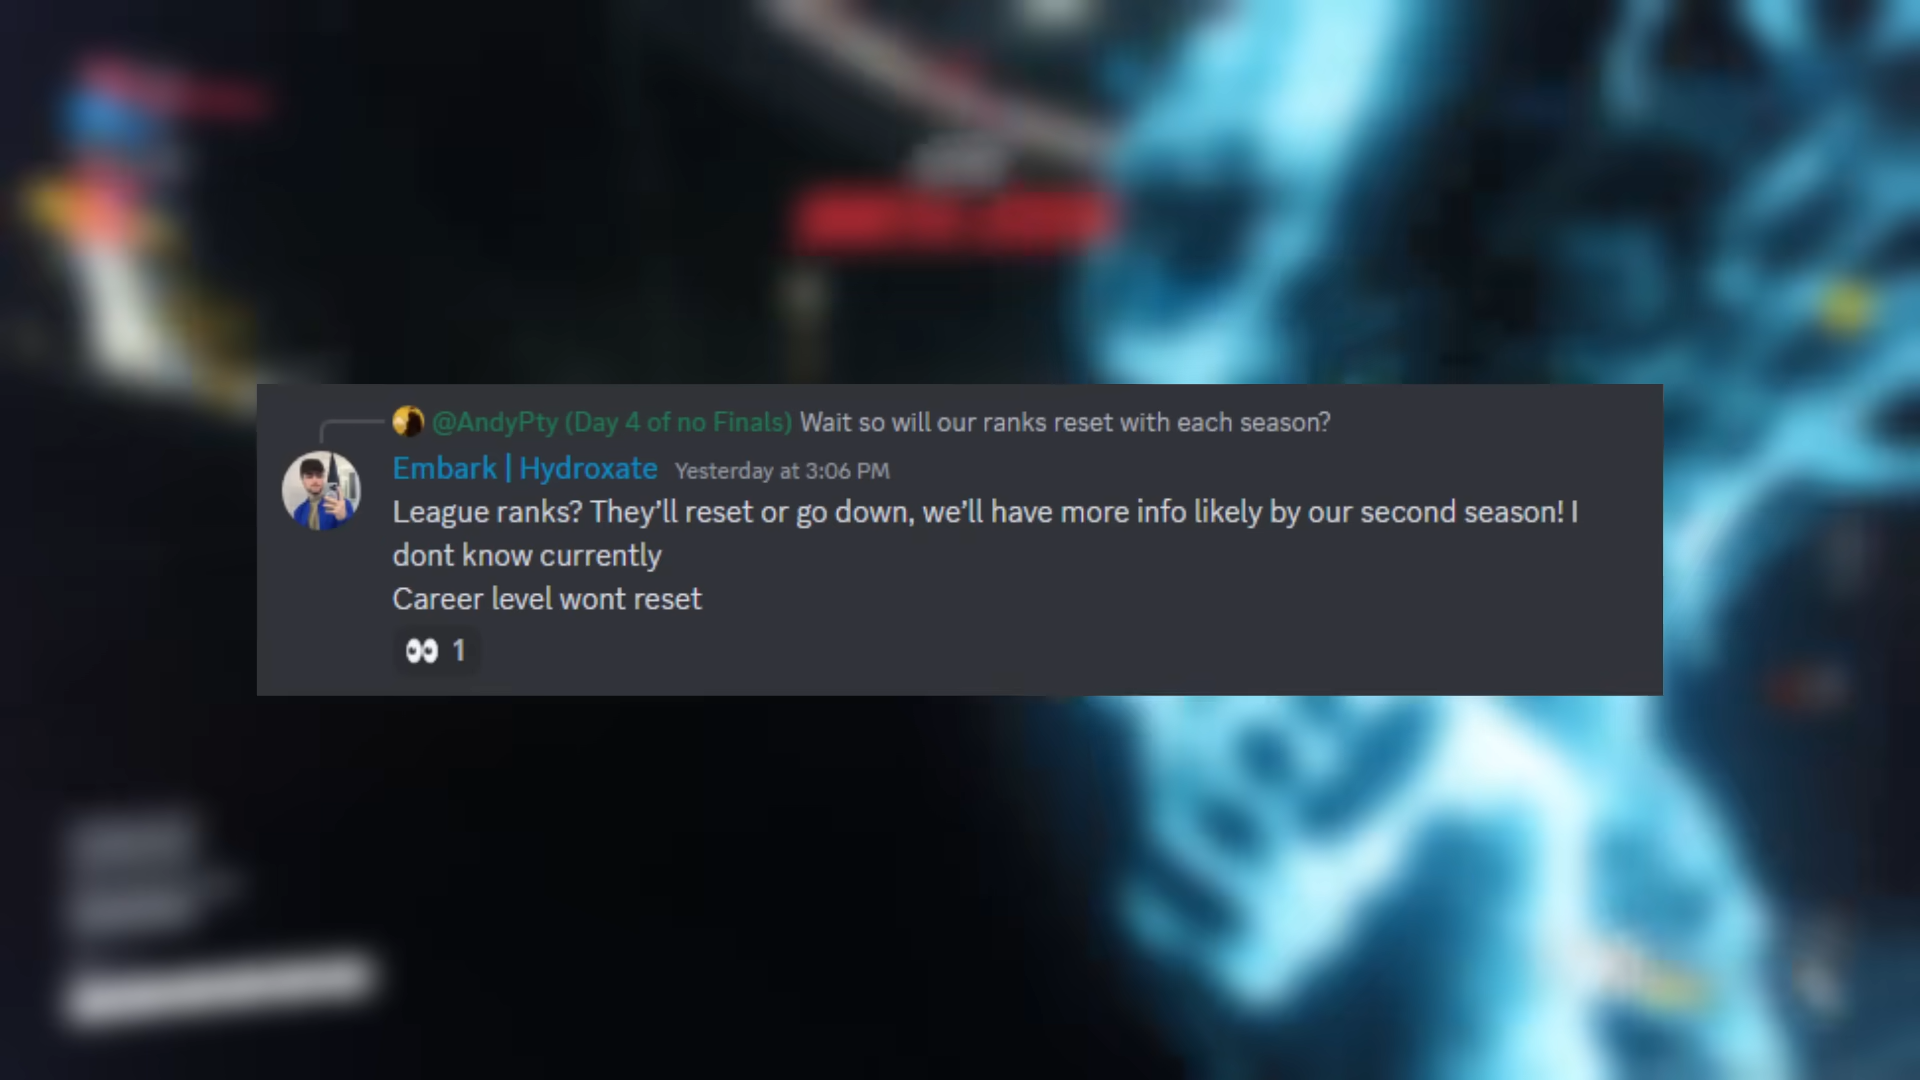 @AndyPty (Day 4 of no Finals) Wait so will our ranks reset with each season?
Embark | Hydroxate Yesterday at 3:06 PM
League ranks? They’ll reset or go down, we’ll have more info likely by our second season! I
dont know currently
Career level wont reset
👀 1